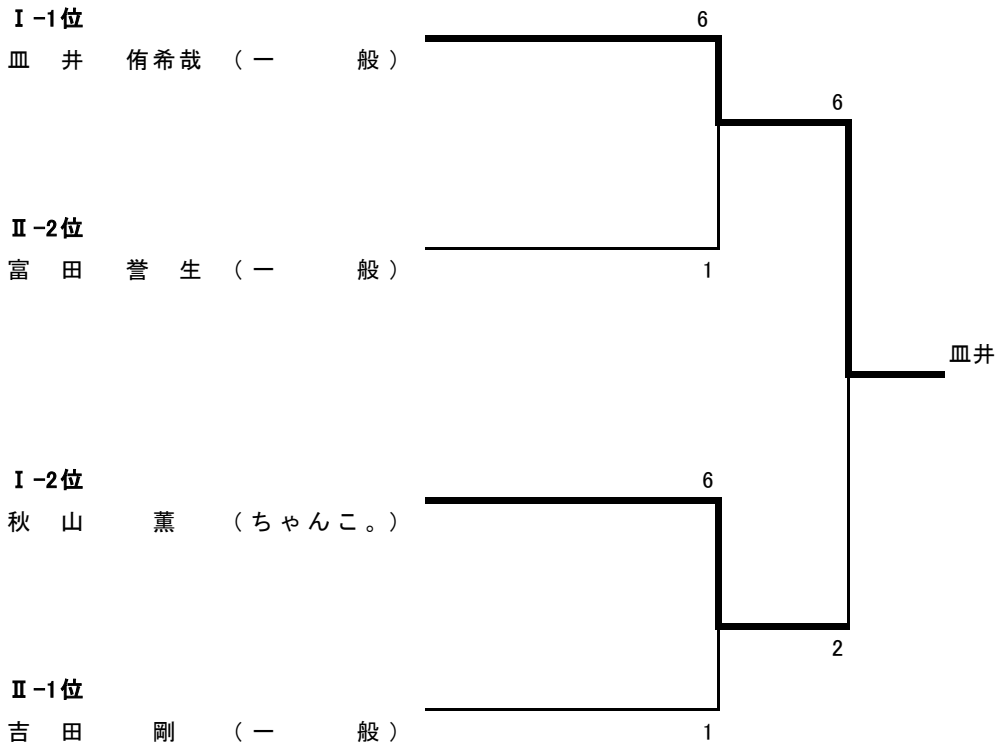 Ⅰ-1位
6
皿井 侑希哉 (一般)
6
Ⅱ-2位
富田 誉生 (一般)
1
皿井
Ⅰ-2位
6
秋山 薫 (ちゃんこ。)
2
Ⅱ-1位
吉田 剛 (一般)
1